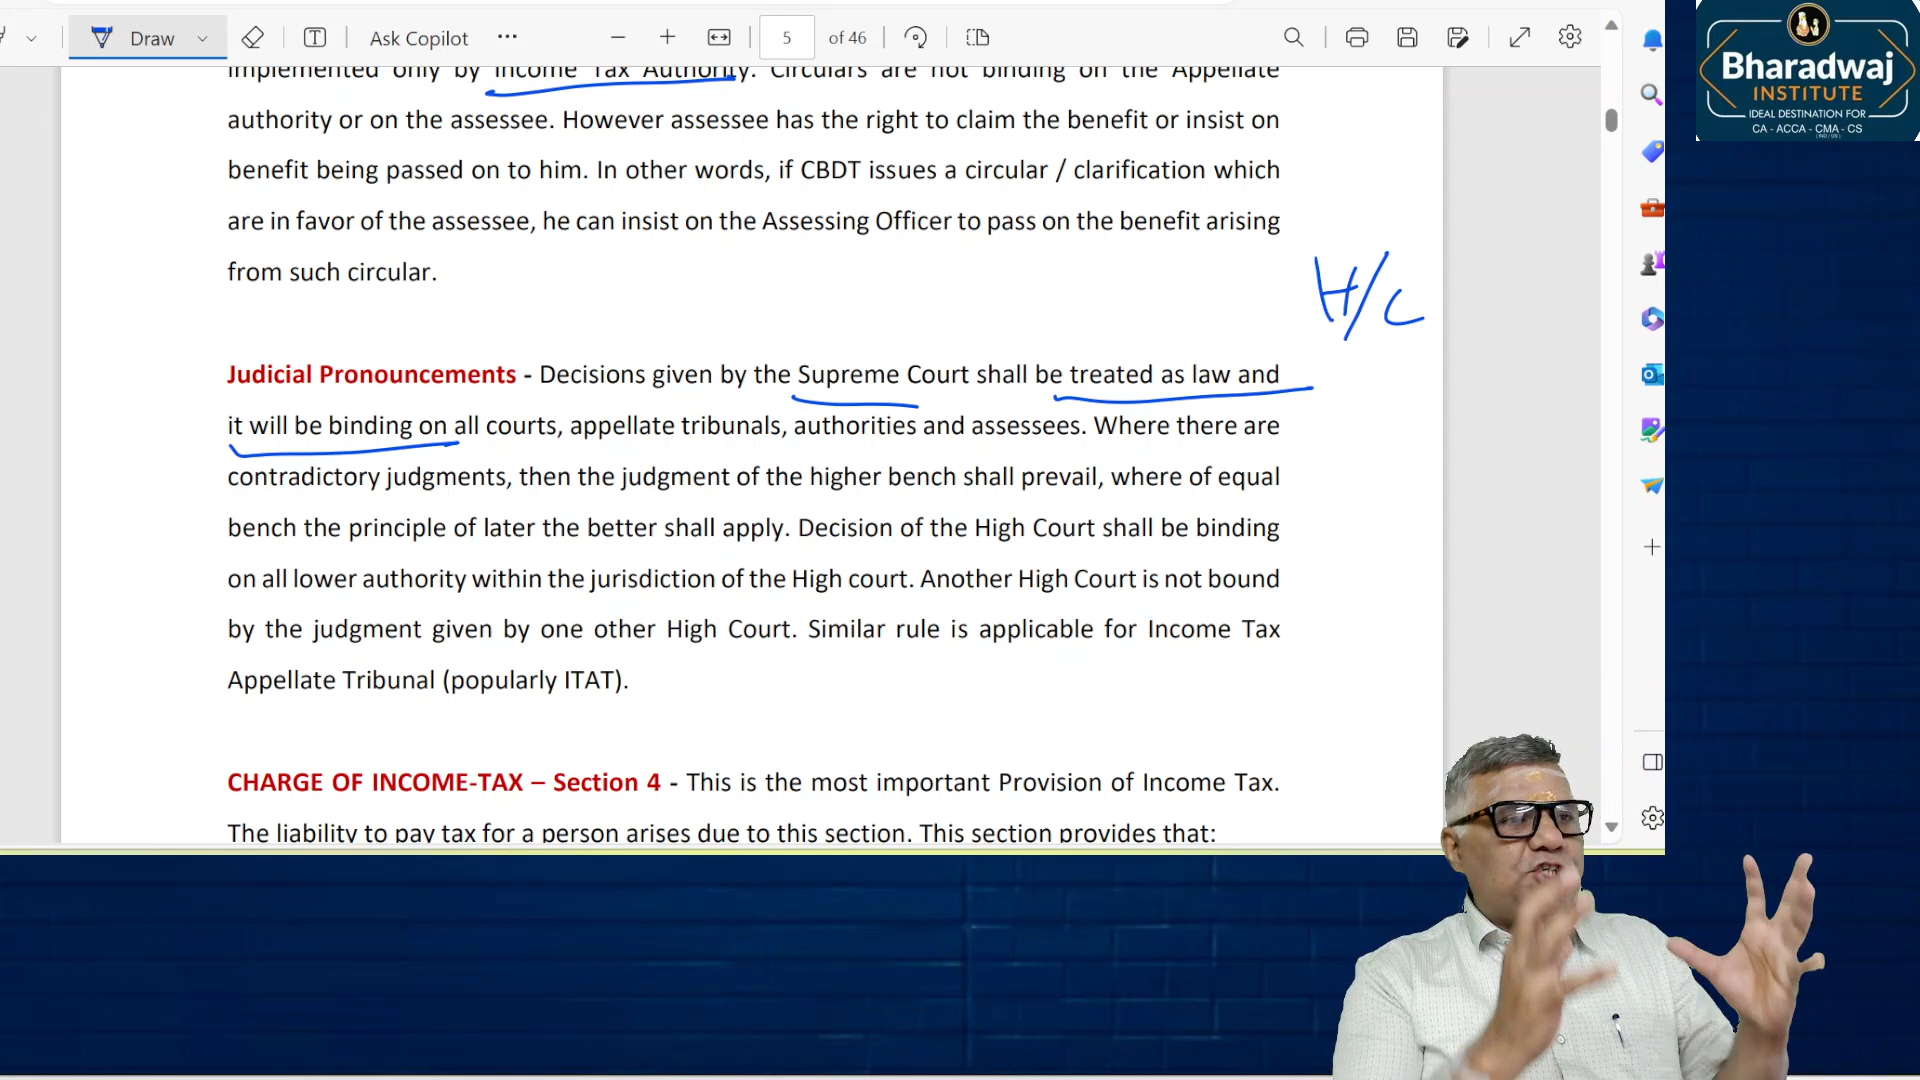 Draw
Ask Copilot
5 of 46
Bharadwaj
INSTITUTE
IDEAL DESTINATION FOR
CA - ACCA - CMA - CS
implemented only by Income Tax Authority. Circulars are not binding on the Appellate
authority or on the assessee. However assessee has the right to claim the benefit or insist on
benefit being passed on to him. In other words, if CBDT issues a circular / clarification which
are in favor of the assessee, he can insist on the Assessing Officer to pass on the benefit arising
from such circular.
H/C
Judicial Pronouncements - Decisions given by the Supreme Court shall be treated as law and
it will be binding on all courts, appellate tribunals, authorities and assessees. Where there are
contradictory judgments, then the judgment of the higher bench shall prevail, where of equal
bench the principle of later the better shall apply. Decision of the High Court shall be binding
on all lower authority within the jurisdiction of the High court. Another High Court is not bound
by the judgment given by one other High Court. Similar rule is applicable for Income Tax
Appellate Tribunal (popularly ITAT).
CHARGE OF INCOME-TAX – Section 4 - This is the most important Provision of Income Tax.
The liability to pay tax for a person arises due to this section. This section provides that: